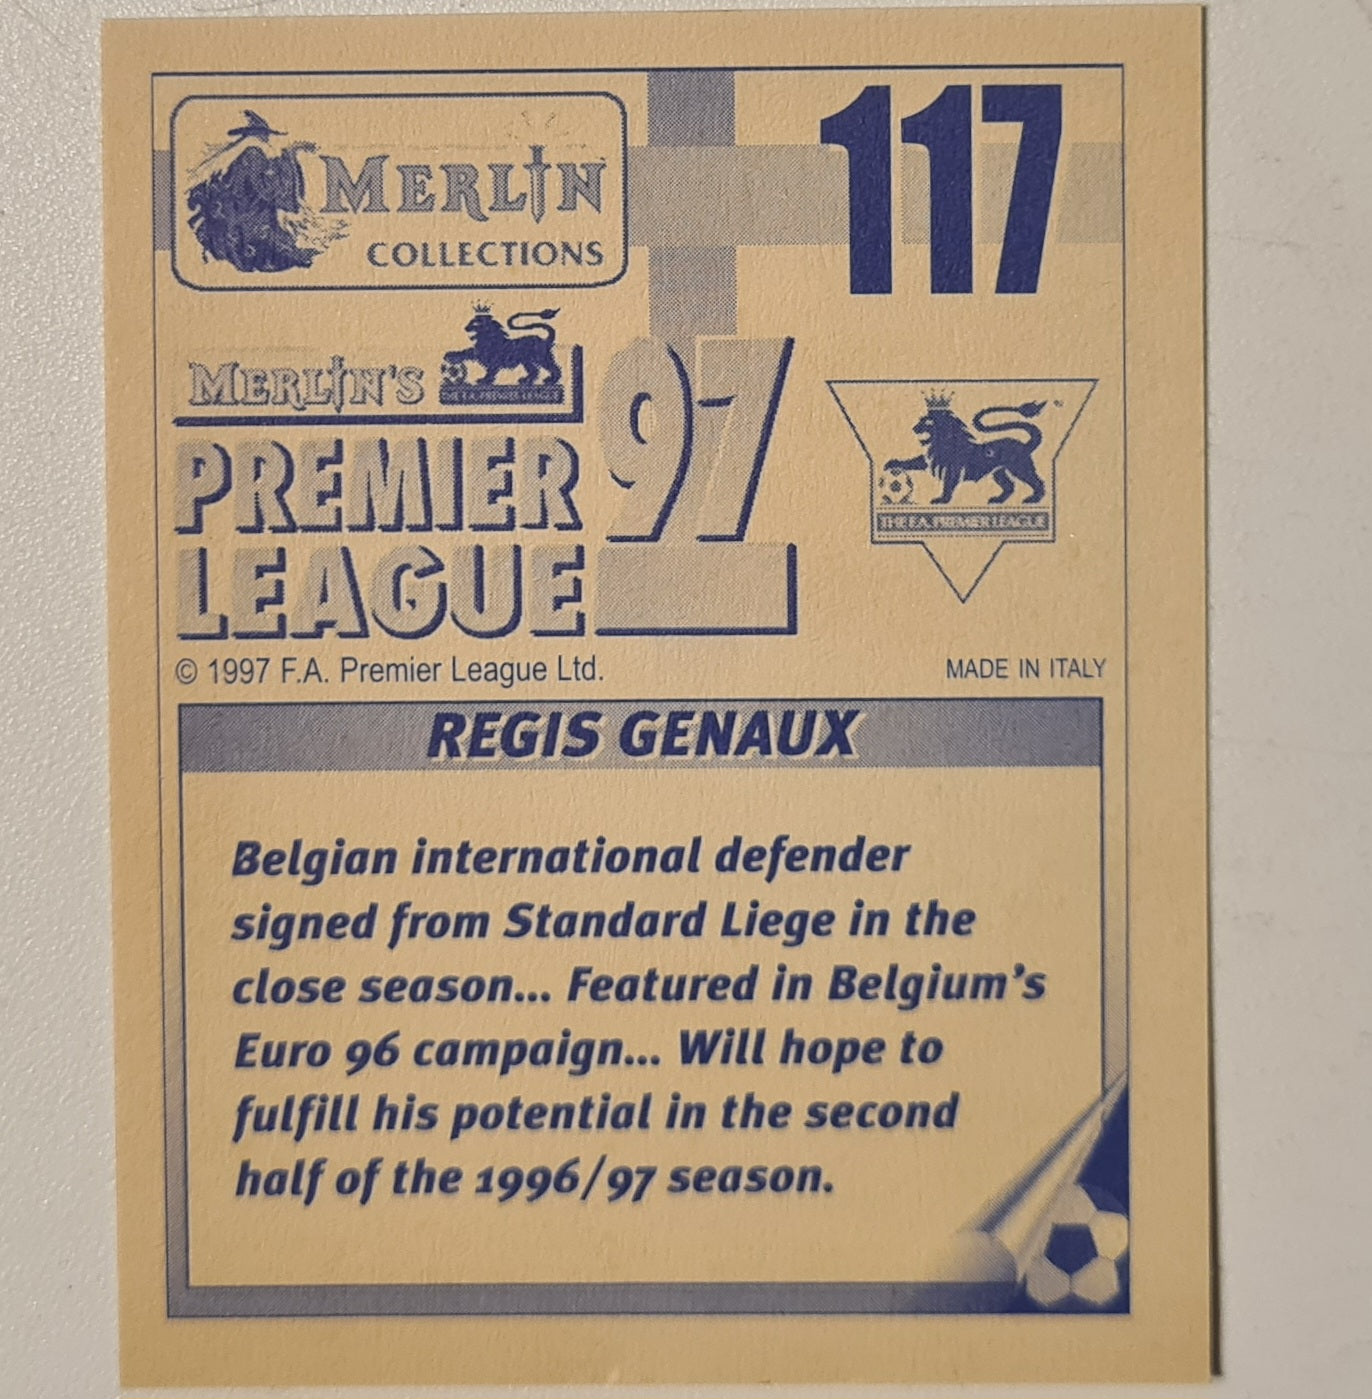 MERLIN
COLLECTIONS
117
MERLIN'S
THE F.A. PREMIER LEAGUE
PREMIER
LEAGUE
97
THE F.A. PREMIER LEAGUE
© 1997 F.A. Premier League Ltd.
MADE IN ITALY
REGIS GENAUX
Belgian international defender
signed from Standard Liege in the
close season... Featured in Belgium's
Euro 96 campaign... Will hope to
fulfill his potential in the second
half of the 1996/97 season.